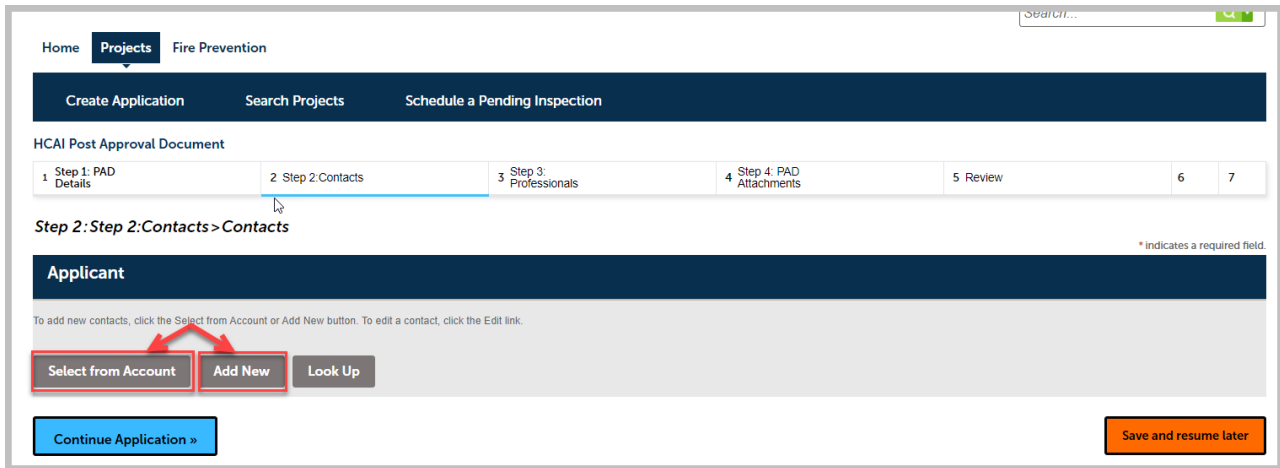 Search...
Home Projects Fire Prevention
Create Application Search Projects Schedule a Pending Inspection
HCAI Post Approval Document
1 Step 1: PAD Details 2 Step 2:Contacts 3 Step 3: Professionals 4 Step 4: PAD Attachments 5 Review 6 7
Step 2:Step 2:Contacts>Contacts
* indicates a required field.
Applicant
To add new contacts, click the Select from Account or Add New button. To edit a contact, click the Edit link.
Select from Account Add New Look Up
Continue Application » Save and resume later